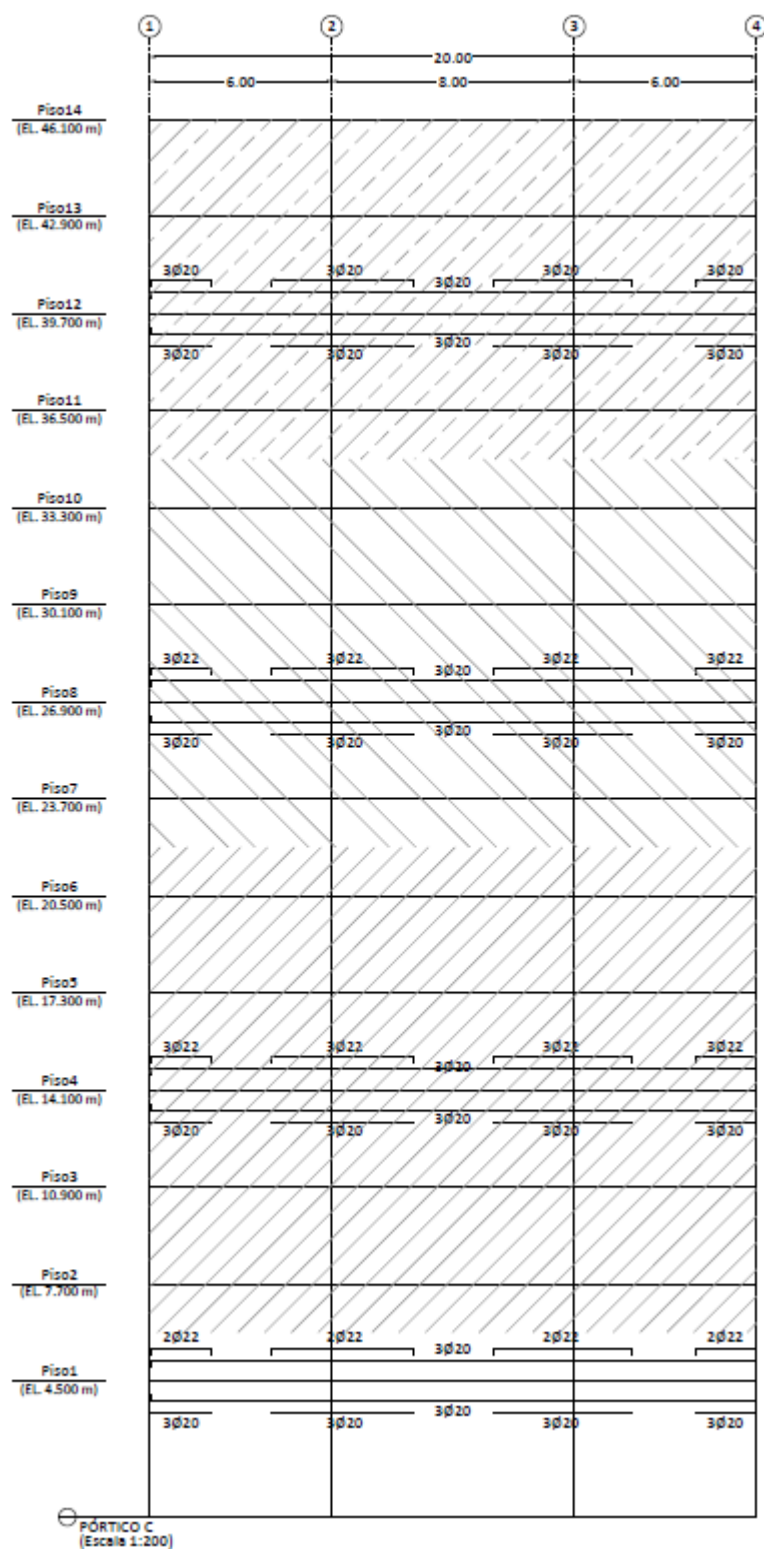 1 2 3 4
20.00
6.00 8.00 6.00
Piso14
(EL. 46.100 m)
Piso13
(EL. 42.900 m)
3Ø20 3Ø20 3Ø20 3Ø20 3Ø20
Piso12
(EL. 39.700 m)
3Ø20 3Ø20 3Ø20 3Ø20 3Ø20
Piso11
(EL. 36.500 m)
Piso10
(EL. 33.300 m)
Piso9
(EL. 30.100 m)
3Ø22 3Ø22 3Ø20 3Ø22 3Ø22
Piso8
(EL. 26.900 m)
3Ø20 3Ø20 3Ø20 3Ø20 3Ø20
Piso7
(EL. 23.700 m)
Piso6
(EL. 20.500 m)
Piso5
(EL. 17.300 m)
3Ø22 3Ø22 3Ø20 3Ø22 3Ø22
Piso4
(EL. 14.100 m)
3Ø20 3Ø20 3Ø20 3Ø20 3Ø20
Piso3
(EL. 10.900 m)
Piso2
(EL. 7.700 m)
2Ø22 2Ø22 3Ø20 2Ø22 2Ø22
Piso1
(EL. 4.500 m)
3Ø20 3Ø20 3Ø20 3Ø20 3Ø20
PÓRTICO C
(Escala 1:200)